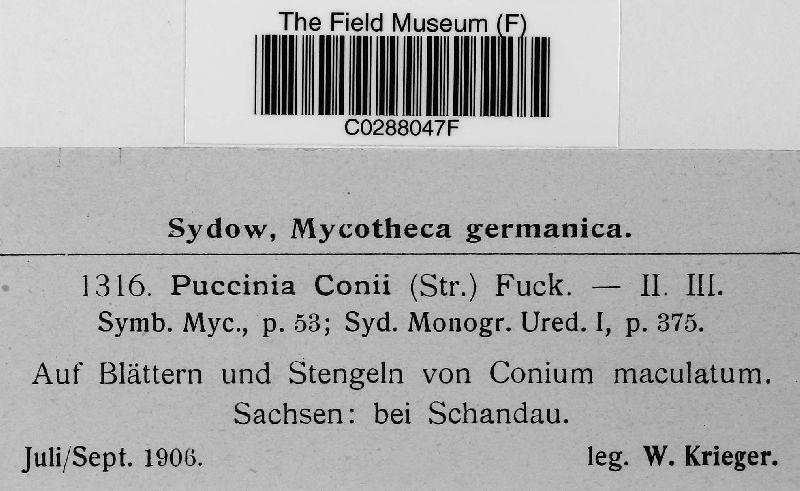 The Field Museum (F)
C0288047F
Sydow, Mycotheca germanica.
1316. Puccinia Conii (Str.) Fuck. — II. III.
Symb. Myc., p. 53; Syd. Monogr. Ured. I, p. 375.
Auf Blättern und Stengeln von Conium maculatum.
Sachsen: bei Schandau.
Juli/Sept. 1906. leg. W. Krieger.